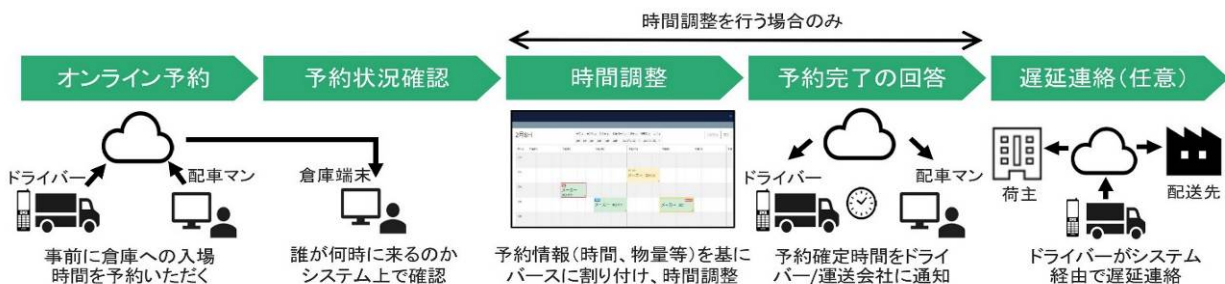 時間調整を行う場合のみ
オンライン予約
予約状況確認
時間調整
予約完了の回答
遅延連絡(任意)
ドライバー
配車マン
倉庫端末
ドライバー
配車マン
荷主
配送先
事前に倉庫への入場
時間を予約いただく
誰が何時に来るのか
システム上で確認
予約情報(時間、物量等)を基に
バースに割り付け、時間調整
予約確定時間をドライ
バー/運送会社に通知
ドライバーがシステム
経由で遅延連絡